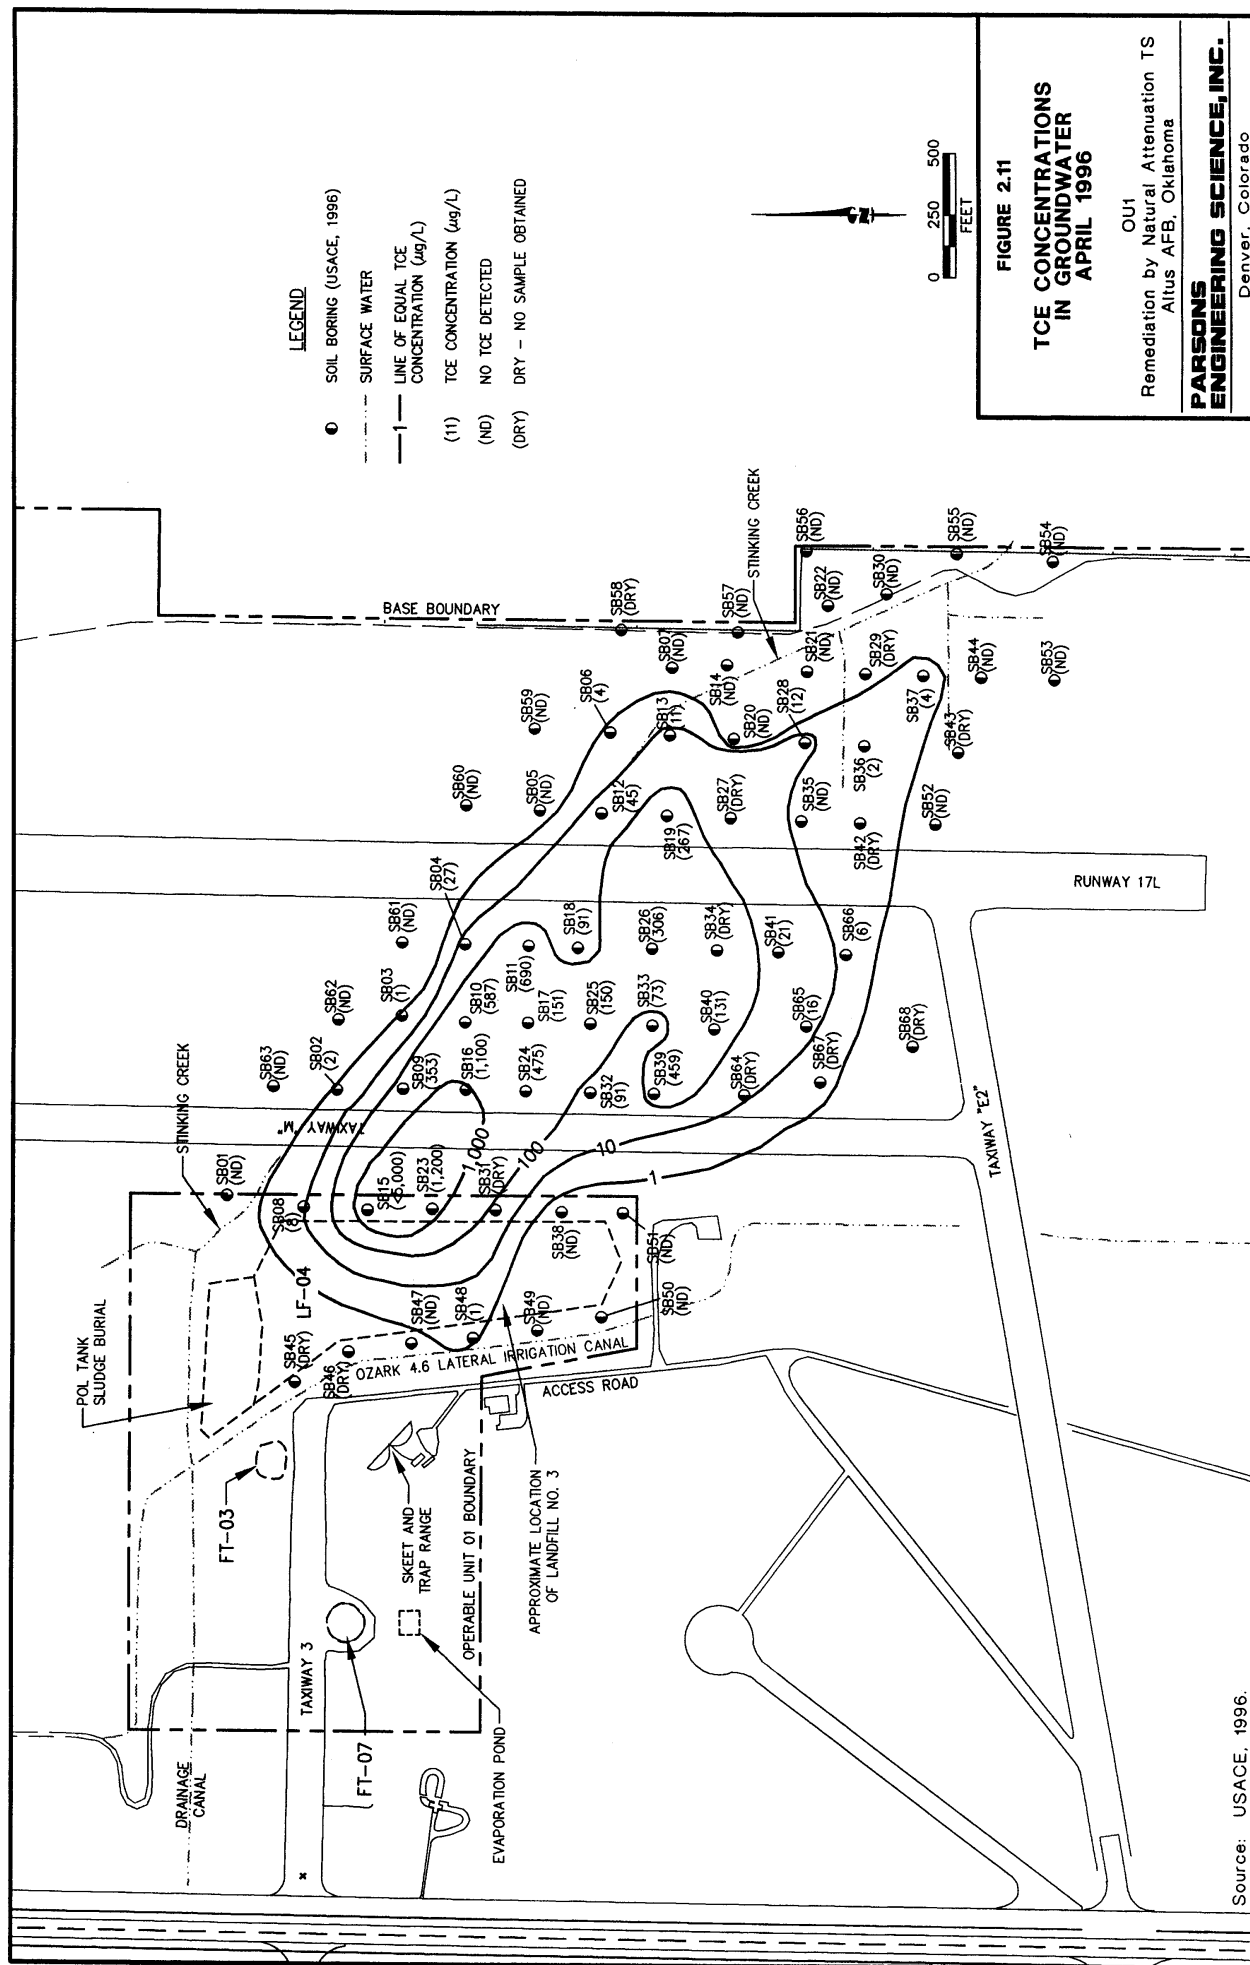 LEGEND
SOIL BORING (USACE, 1996)
SURFACE WATER
1 LINE OF EQUAL TCE
CONCENTRATION (µg/L)
(11) TCE CONCENTRATION (µg/L)
(ND) NO TCE DETECTED
(DRY) DRY – NO SAMPLE OBTAINED
N
0 250 500
FEET
FIGURE 2.11
TCE CONCENTRATIONS
IN GROUNDWATER
APRIL 1996
OU1
Remediation by Natural Attenuation TS
Altus AFB, Oklahoma
PARSONS
ENGINEERING SCIENCE, INC.
Denver, Colorado
Source: USACE, 1996.
DRAINAGE
CANAL
TAXIWAY 3
x
FT-07
EVAPORATION POND
SKEET AND
TRAP RANGE
OPERABLE UNIT 01 BOUNDARY
APPROXIMATE LOCATION
OF LANDFILL NO. 3
FT-03
POL TANK
SLUDGE BURIAL
LF-04
OZARK 4.6 LATERAL IRRIGATION CANAL
ACCESS ROAD
STINKING CREEK
TAXIWAY "M"
TAXIWAY "E2"
RUNWAY 17L
BASE BOUNDARY
STINKING CREEK
1,000
100
10
1
SB45
(DRY)
SB46
(DRY)
SB47
(ND)
SB48
(1)
SB49
(ND)
SB50
(ND)
SB01
(ND)
SB08
(8)
SB15
(<5,000)
SB23
(1,200)
SB31
(DRY)
SB38
(ND)
SB51
(ND)
SB63
(ND)
SB02
(2)
SB09
(353)
SB16
(1,100)
SB24
(475)
SB32
(91)
SB39
(459)
SB64
(DRY)
SB67
(DRY)
SB68
(DRY)
SB62
(ND)
SB03
(1)
SB10
(587)
SB17
(151)
SB25
(150)
SB33
(73)
SB40
(131)
SB65
(16)
SB61
(ND)
SB04
(27)
SB11
(690)
SB18
(91)
SB26
(306)
SB34
(DRY)
SB41
(21)
SB66
(6)
SB60
(ND)
SB05
(ND)
SB12
(45)
SB19
(267)
SB27
(DRY)
SB35
(ND)
SB42
(DRY)
SB52
(ND)
SB59
(ND)
SB06
(4)
SB13
(11)
SB20
(ND)
SB28
(12)
SB36
(2)
SB43
(DRY)
SB07
(ND)
SB14
(ND)
SB21
(ND)
SB29
(DRY)
SB37
(4)
SB44
(ND)
SB53
(ND)
SB58
(DRY)
SB57
(ND)
SB22
(ND)
SB30
(ND)
SB56
(ND)
SB55
(ND)
SB54
(ND)